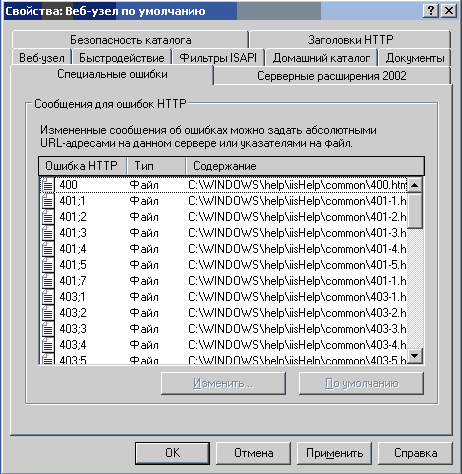 Свойства: Веб-узел по умолчанию
Безопасность каталога Заголовки HTTP
Веб-узел Быстродействие Фильтры ISAPI Домашний каталог Документы
Специальные ошибки Серверные расширения 2002
Сообщения для ошибок HTTP
Измененные сообщения об ошибках можно задать абсолютными
URL-адресами на данном сервере или указателями на файл.
Ошибка HTTP Тип Содержание
400 Файл C:\WINDOWS\help\iisHelp\common\400.htm
401;1 Файл C:\WINDOWS\help\iisHelp\common\401-1.h
401;2 Файл C:\WINDOWS\help\iisHelp\common\401-2.h
401;3 Файл C:\WINDOWS\help\iisHelp\common\401-3.h
401;4 Файл C:\WINDOWS\help\iisHelp\common\401-4.h
401;5 Файл C:\WINDOWS\help\iisHelp\common\401-5.h
401;7 Файл C:\WINDOWS\help\iisHelp\common\401-1.h
403;1 Файл C:\WINDOWS\help\iisHelp\common\403-1.h
403;2 Файл C:\WINDOWS\help\iisHelp\common\403-2.h
403;3 Файл C:\WINDOWS\help\iisHelp\common\403-3.h
403;4 Файл C:\WINDOWS\help\iisHelp\common\403-4.h
403;5 Файл C:\WINDOWS\help\iisHelp\common\403-5.h
Изменить... По умолчанию
OK Отмена Применить Справка